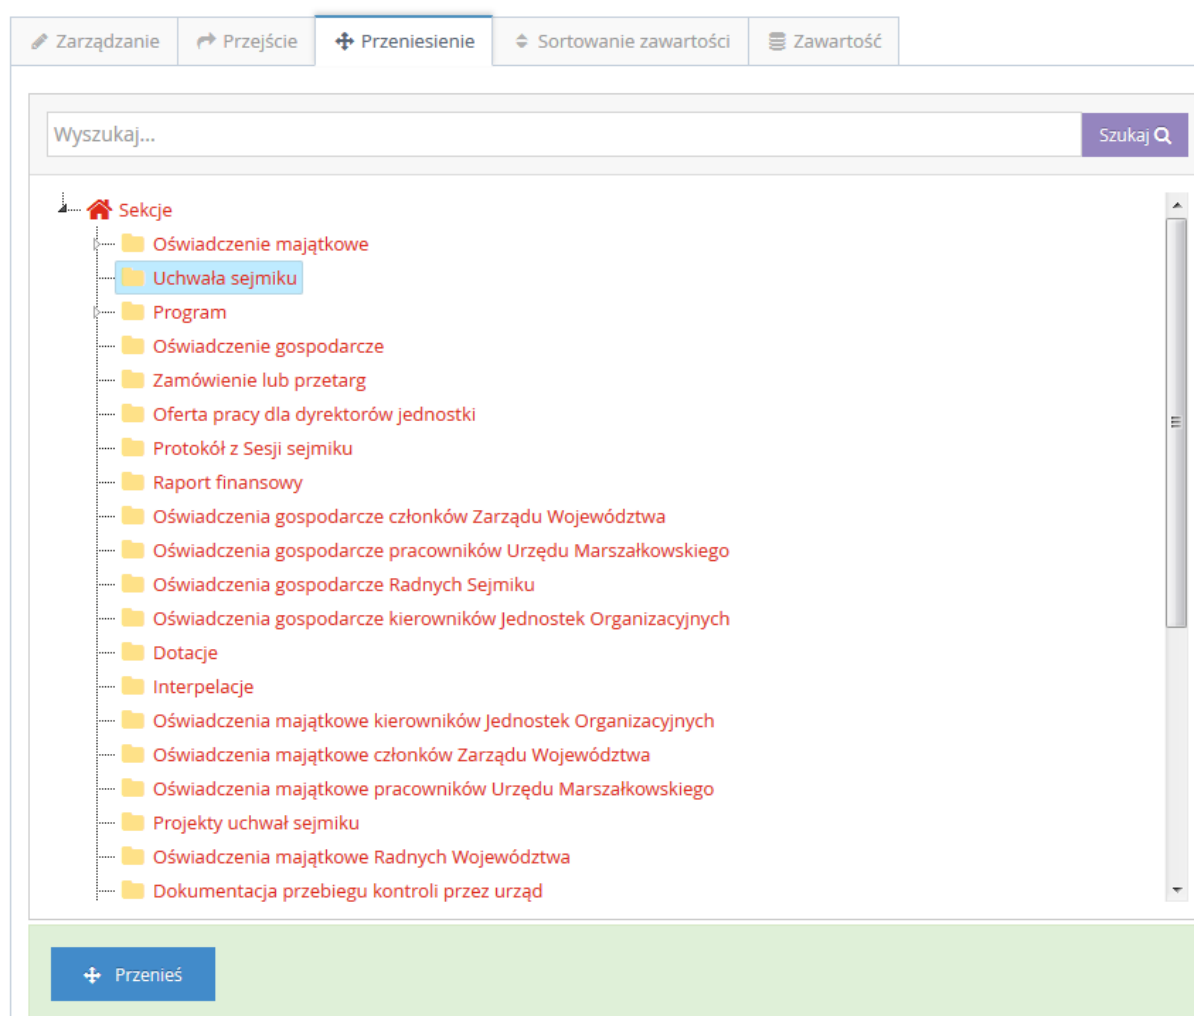 Zarządzanie Przejście Przeniesienie Sortowanie zawartości Zawartość
Wyszukaj... Szukaj
Sekcje
Oświadczenie majątkowe
Uchwała sejmiku
Program
Oświadczenie gospodarcze
Zamówienie lub przetarg
Oferta pracy dla dyrektorów jednostki
Protokół z Sesji sejmiku
Raport finansowy
Oświadczenia gospodarcze członków Zarządu Województwa
Oświadczenia gospodarcze pracowników Urzędu Marszałkowskiego
Oświadczenia gospodarcze Radnych Sejmiku
Oświadczenia gospodarcze kierowników Jednostek Organizacyjnych
Dotacje
Interpelacje
Oświadczenia majątkowe kierowników Jednostek Organizacyjnych
Oświadczenia majątkowe członków Zarządu Województwa
Oświadczenia majątkowe pracowników Urzędu Marszałkowskiego
Projekty uchwał sejmiku
Oświadczenia majątkowe Radnych Województwa
Dokumentacja przebiegu kontroli przez urząd
Przenieś